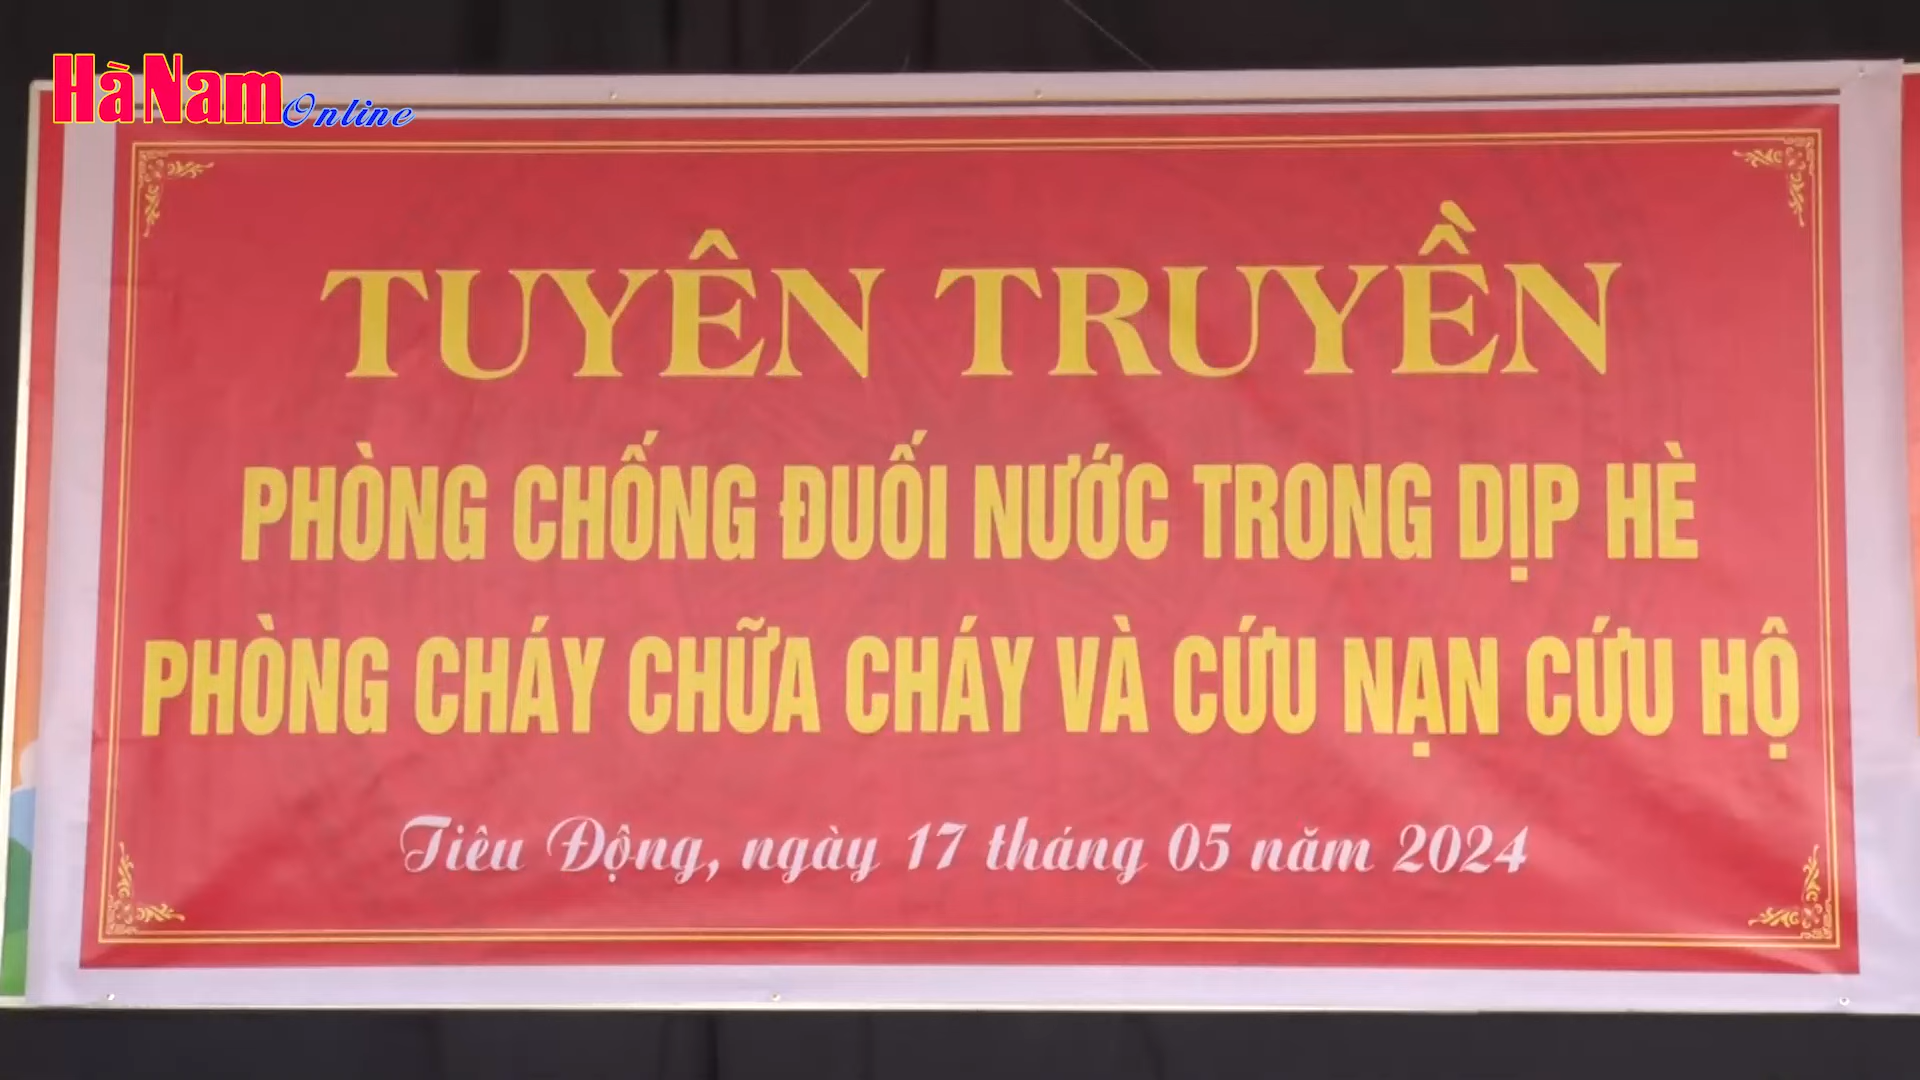 Hà Nam Online
TUYÊN TRUYỀN
PHÒNG CHỐNG ĐUỐI NƯỚC TRONG DỊP HÈ
PHÒNG CHÁY CHỮA CHÁY VÀ CỨU NẠN CỨU HỘ
Tiêu Động, ngày 17 tháng 05 năm 2024